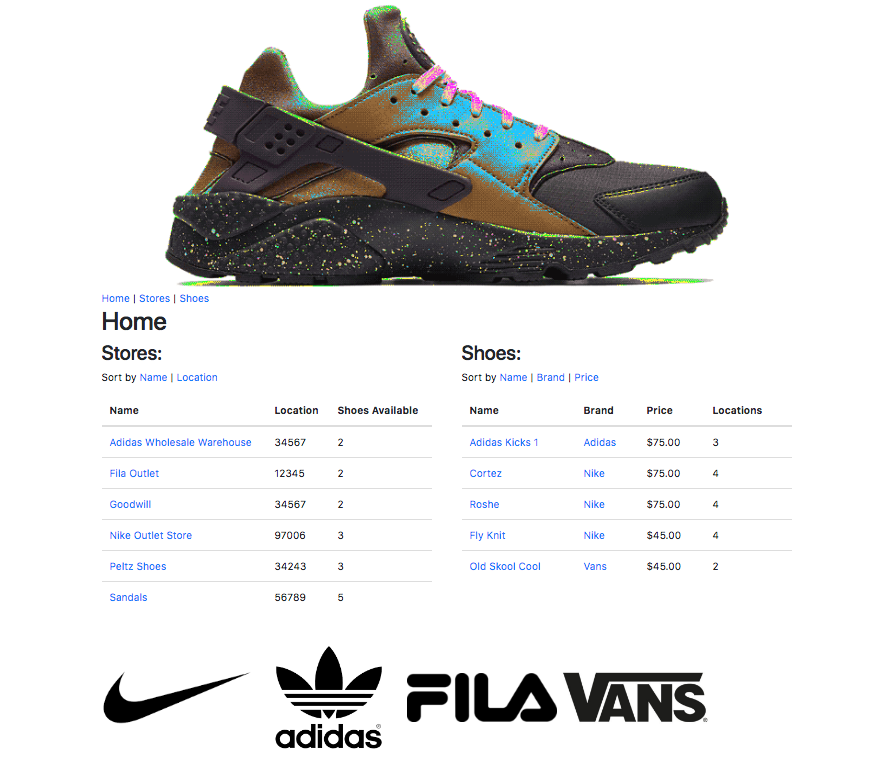 Home | Stores | Shoes
Home
Stores:
Sort by Name | Location
Name Location Shoes Available
Adidas Wholesale Warehouse 34567 2
Fila Outlet 12345 2
Goodwill 34567 2
Nike Outlet Store 97006 3
Peltz Shoes 34243 3
Sandals 56789 5
Shoes:
Sort by Name | Brand | Price
Name Brand Price Locations
Adidas Kicks 1 Adidas $75.00 3
Cortez Nike $75.00 4
Roshe Nike $75.00 4
Fly Knit Nike $45.00 4
Old Skool Cool Vans $45.00 2
adidas®
FILA
VANS®